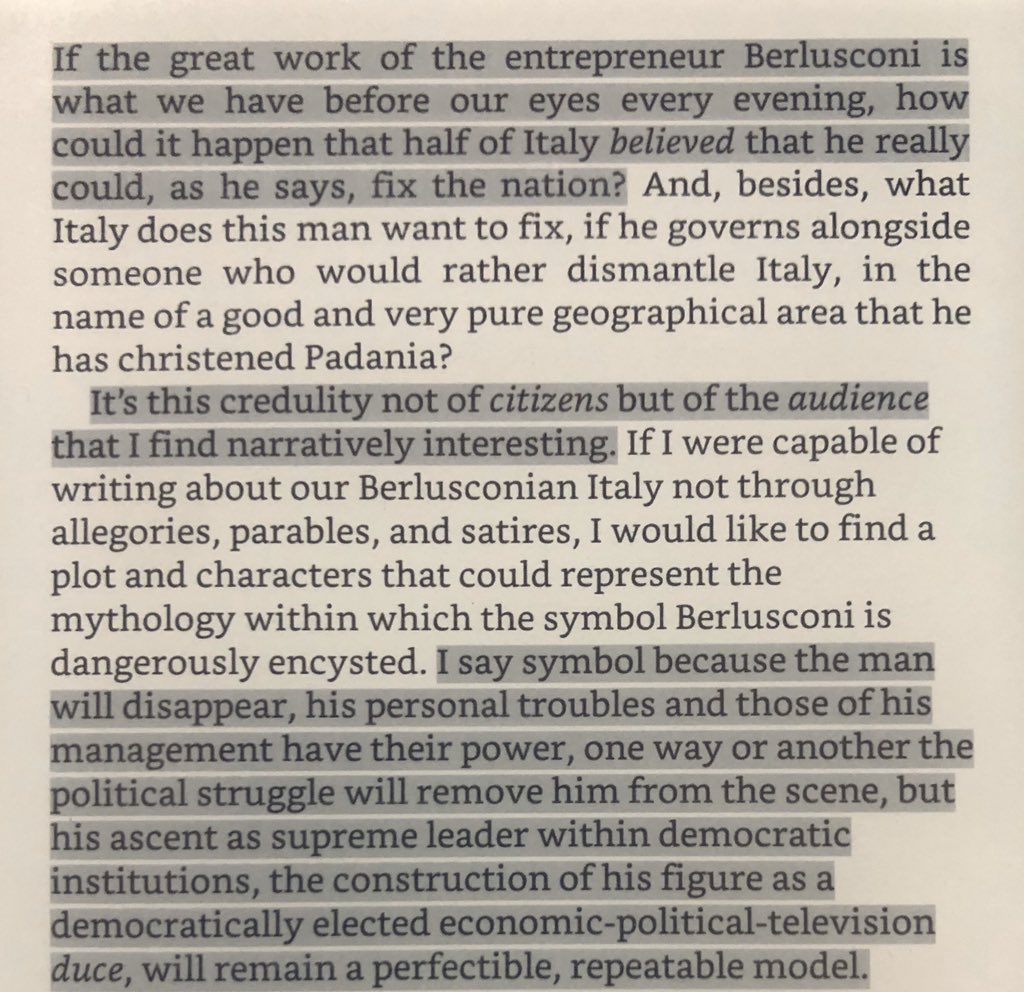 If the great work of the entrepreneur Berlusconi is
what we have before our eyes every evening, how
could it happen that half of Italy believed that he really
could, as he says, fix the nation? And, besides, what
Italy does this man want to fix, if he governs alongside
someone who would rather dismantle Italy, in the
name of a good and very pure geographical area that he
has christened Padania?
It's this credulity not of citizens but of the audience
that I find narratively interesting. If I were capable of
writing about our Berlusconian Italy not through
allegories, parables, and satires, I would like to find a
plot and characters that could represent the
mythology within which the symbol Berlusconi is
dangerously encysted. I say symbol because the man
will disappear, his personal troubles and those of his
management have their power, one way or another the
political struggle will remove him from the scene, but
his ascent as supreme leader within democratic
institutions, the construction of his figure as a
democratically elected economic-political-television
duce, will remain a perfectible, repeatable model.